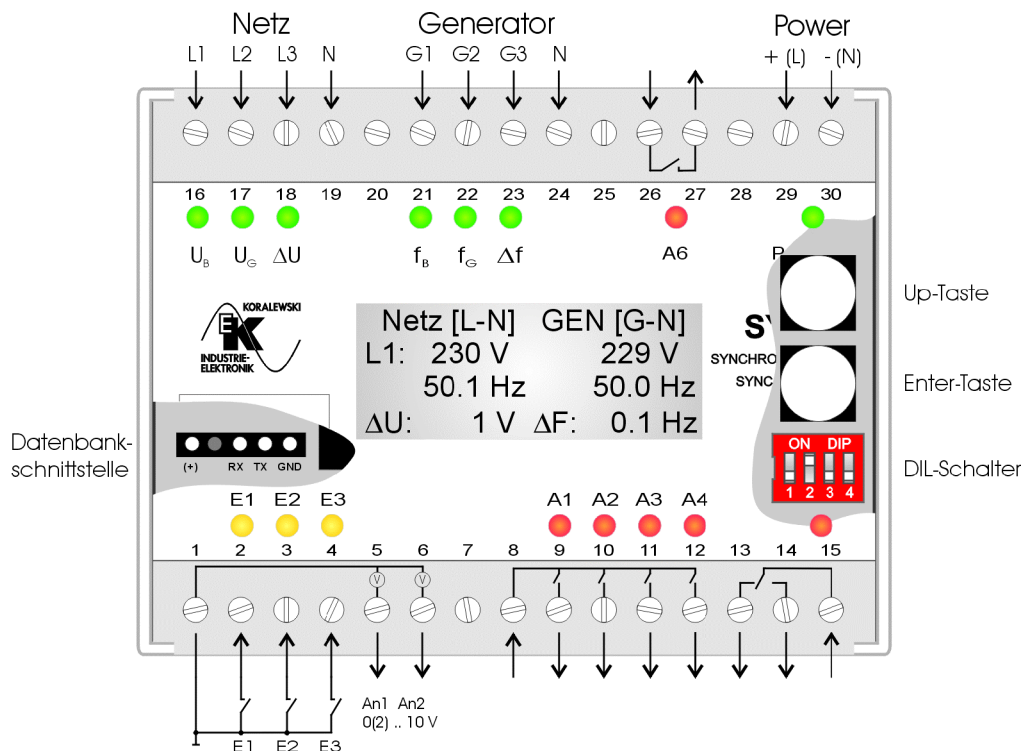 Netz Generator Power
L1 L2 L3 N G1 G2 G3 N + (L) - (N)
16 17 18 19 20 21 22 23 24 25 26 27 28 29 30
U_B U_G ΔU f_B f_G Δf A6 P
Up-Taste
KORALEWSKI
EK
INDUSTRIE-
ELEKTRONIK
Netz [L-N] GEN [G-N]
L1: 230 V 229 V
50.1 Hz 50.0 Hz
ΔU: 1 V ΔF: 0.1 Hz
SY
SYNCHRO
SYNC
Enter-Taste
Datenbank-
schnittstelle
(+) RX TX GND
ON DIP
1 2 3 4
DIL-Schalter
E1 E2 E3 A1 A2 A3 A4
1 2 3 4 5 6 7 8 9 10 11 12 13 14 15
V V
An1 An2
0(2) .. 10 V
E1 E2 E3